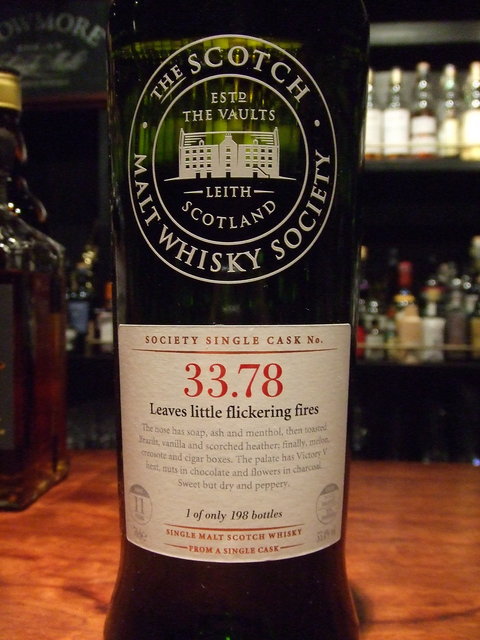 OWMORE
THE SCOTCH
MALT WHISKY SOCIETY
ESTD
THE VAULTS
LEITH
SCOTLAND
SOCIETY SINGLE CASK No.
33.78
Leaves little flickering fires
The nose has soap, ash and menthol, then toasted
Brazils, vanilla and scorched heather; finally, melon,
creosote and cigar boxes. The palate has Victory V
heat, nuts in chocolate and flowers in charcoal.
Sweet but dry and peppery.
11
1 of only 198 bottles
SINGLE MALT SCOTCH WHISKY
FROM A SINGLE CASK